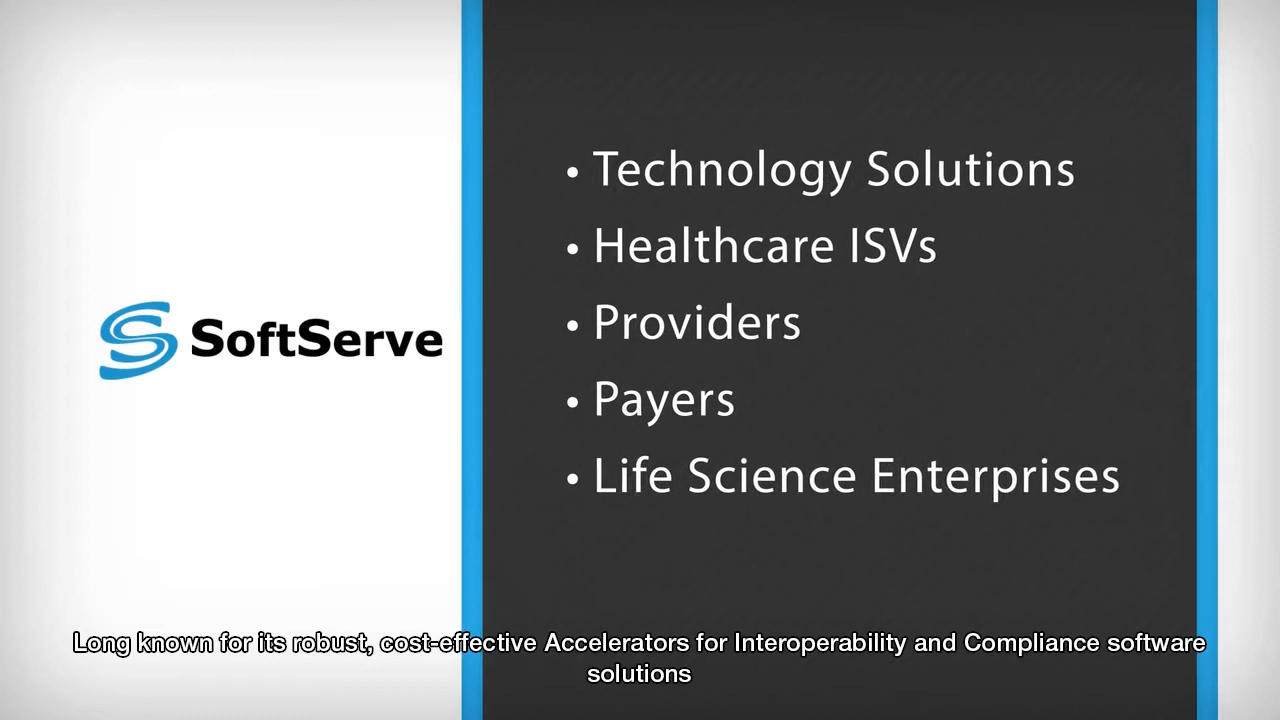 SoftServe
• Technology Solutions
• Healthcare ISVs
• Providers
• Payers
• Life Science Enterprises
Long known for its robust, cost-effective Accelerators for Interoperability and Compliance software
solutions